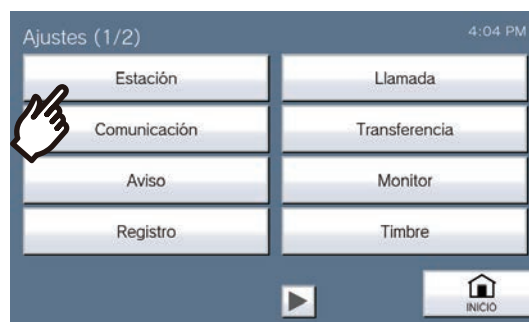 Ajustes (1/2) 4:04 PM
Estación Llamada
Comunicación Transferencia
Aviso Monitor
Registro Timbre
INICIO